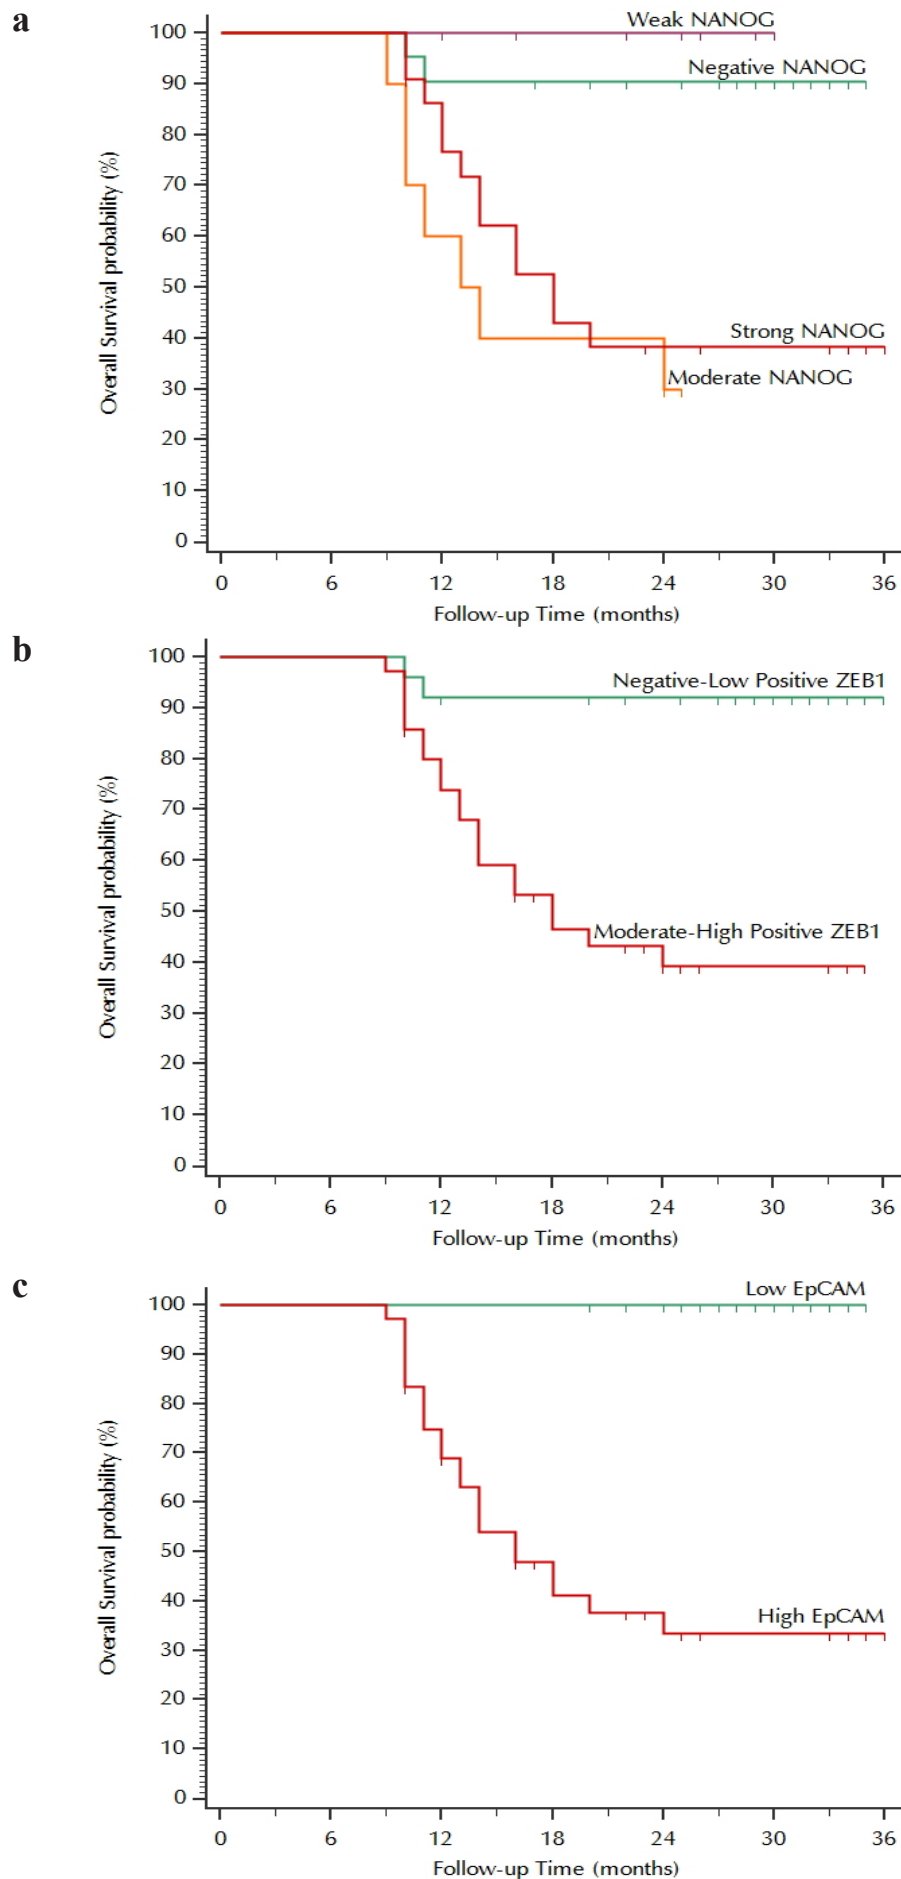 a
Weak NANOG
Negative NANOG
Strong NANOG
Moderate NANOG
Overall Survival probability (%)
100
90
80
70
60
50
40
30
20
10
0
0 6 12 18 24 30 36
Follow-up Time (months)
b
Negative-Low Positive ZEB1
Moderate-High Positive ZEB1
Overall Survival probability (%)
100
90
80
70
60
50
40
30
20
10
0
0 6 12 18 24 30 36
Follow-up Time (months)
c
Low EpCAM
High EpCAM
Overall Survival probability (%)
100
90
80
70
60
50
40
30
20
10
0
0 6 12 18 24 30 36
Follow-up Time (months)